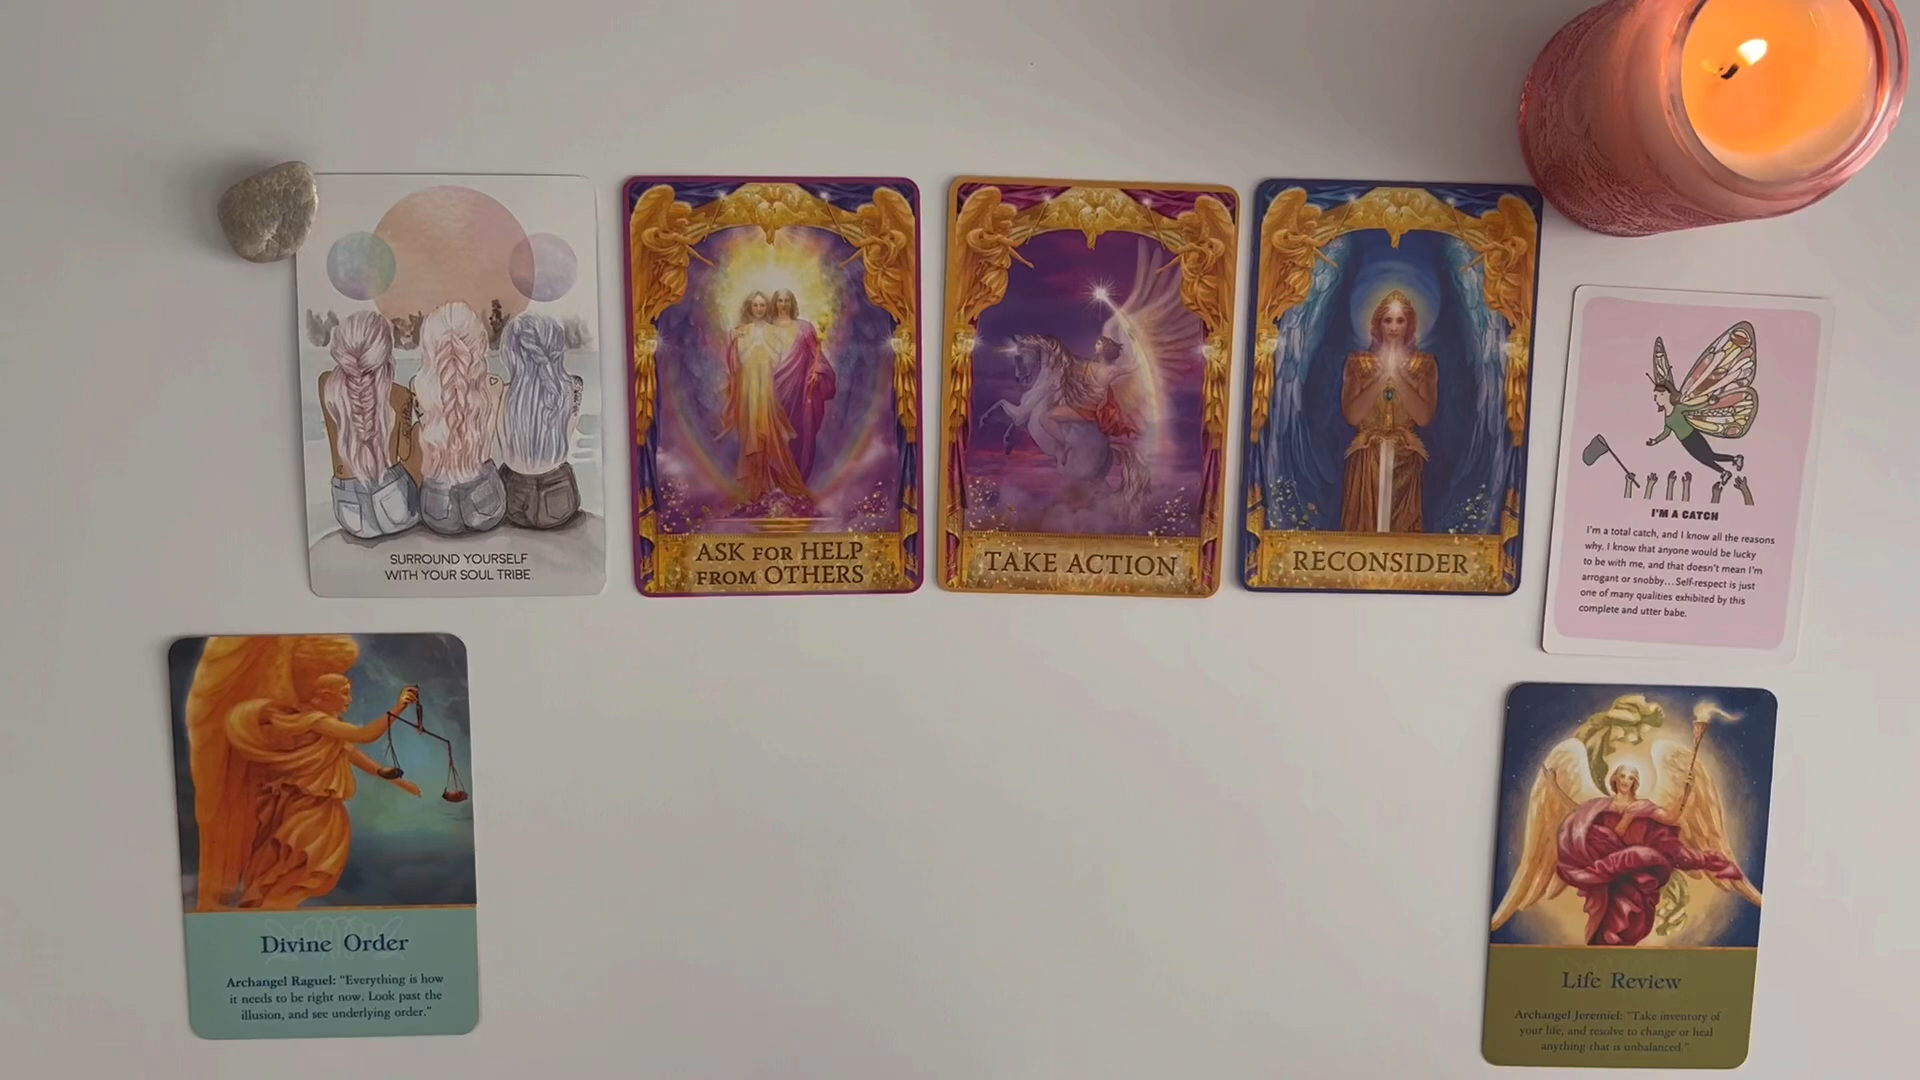 SURROUND YOURSELF
WITH YOUR SOUL TRIBE
ASK FOR HELP
FROM OTHERS
TAKE ACTION
RECONSIDER
I'M A CATCH
I'm a total catch, and I know all the reasons
why. I know that anyone would be lucky
to be with me, and that doesn't mean I'm
arrogant or snobby... Self-respect is just
one of many qualities exhibited by this
complete and utter babe.
Divine Order
Archangel Raguel: "Everything is how
it needs to be right now. Look past the
illusion, and see underlying order."
Life Review
Archangel Jeremiel: "Take inventory of
your life, and resolve to change or heal
anything that is unbalanced."